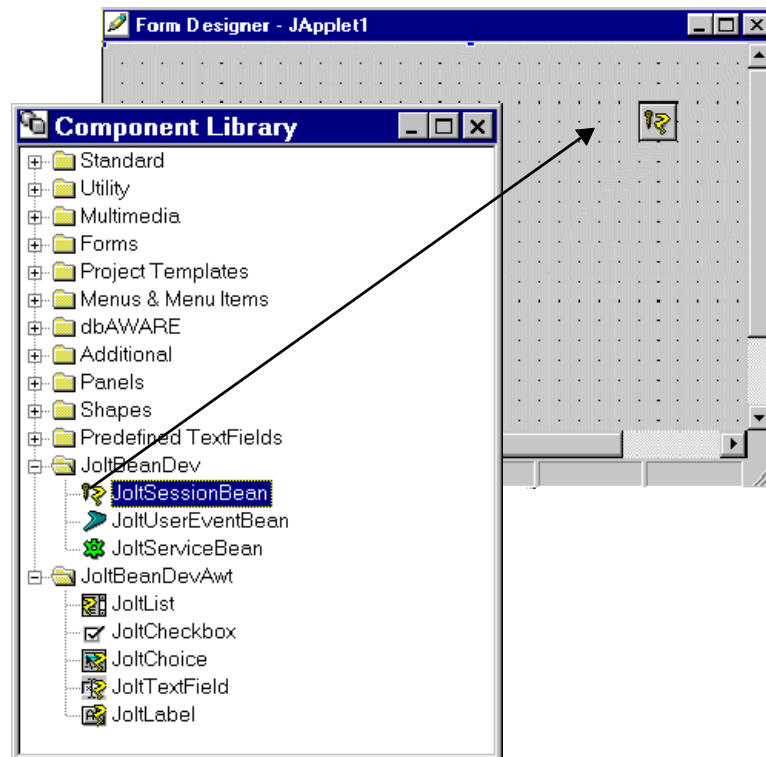 Form Designer - JApplet1
Component Library
Standard
Utility
Multimedia
Forms
Project Templates
Menus & Menu Items
dbAWARE
Additional
Panels
Shapes
Predefined TextFields
JoltBeanDev
JoltSessionBean
JoltUserEventBean
JoltServiceBean
JoltBeanDevAwt
JoltList
JoltCheckbox
JoltChoice
JoltTextField
JoltLabel